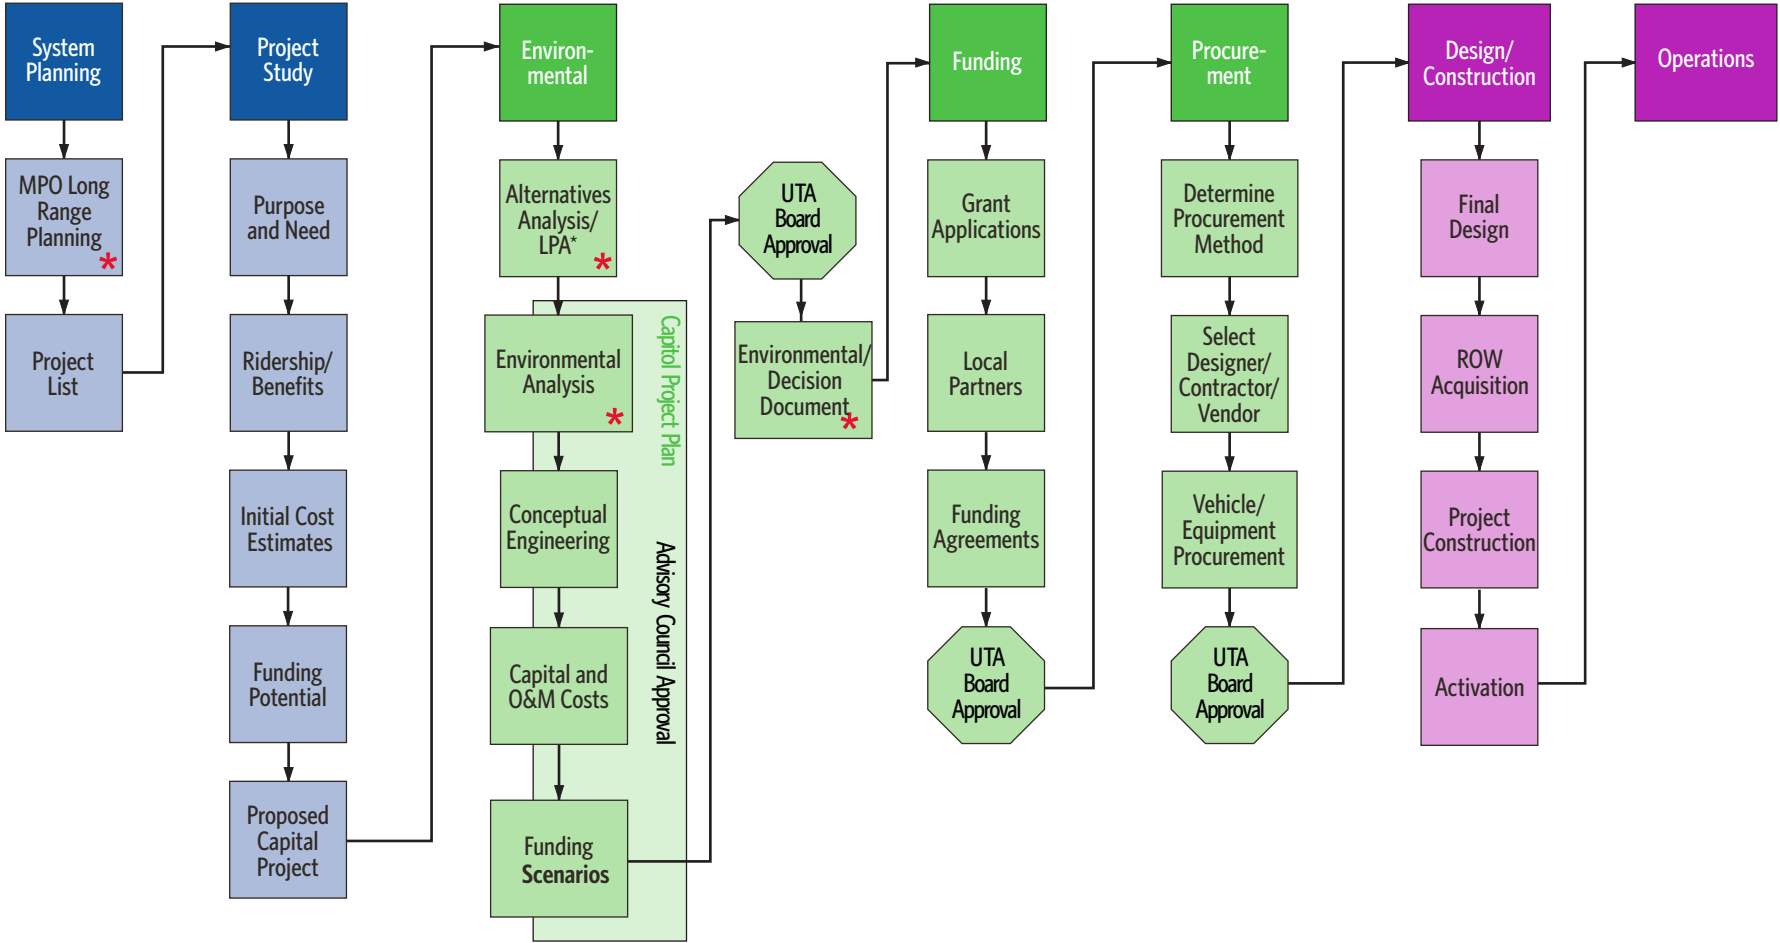 System
Planning
MPO Long
Range
Planning
*
Project
List
Project
Study
Purpose
and Need
Ridership/
Benefits
Initial Cost
Estimates
Funding
Potential
Proposed
Capital
Project
Environ-
mental
Alternatives
Analysis/
LPA*
*
Environmental
Analysis
*
Conceptual
Engineering
Capital and
O&M Costs
Funding
Scenarios
Capitol Project Plan
Advisory Council Approval
UTA
Board
Approval
Environmental/
Decision
Document
*
Funding
Grant
Applications
Local
Partners
Funding
Agreements
UTA
Board
Approval
Procure-
ment
Determine
Procurement
Method
Select
Designer/
Contractor/
Vendor
Vehicle/
Equipment
Procurement
UTA
Board
Approval
Design/
Construction
Final
Design
ROW
Acquisition
Project
Construction
Activation
Operations